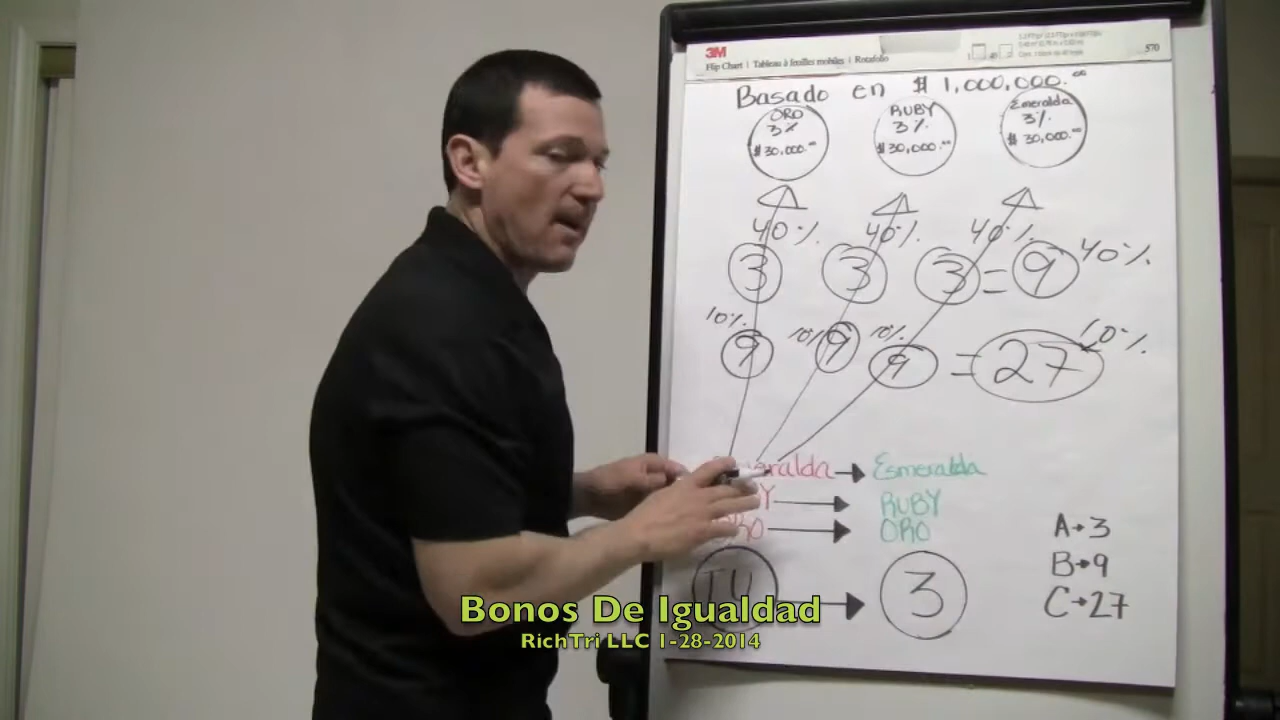 3M
Flip Chart | Tableau à feuilles mobiles | Rotafolio
570
Basado en $ 1,000,000.00
ORO
3%
$30,000.00
RUBY
3%
$30,000.00
Esmeralda
3%
$30,000.00
40% 40% 40%
3 3 3 = 9 40%
10% 10% 10% 10%
9 9 9 = 27
Esmeralda
RUBY
ORO
ORO
TU 3
A→3
B→9
C→27
Bonos De Igualdad
RichTri LLC 1-28-2014